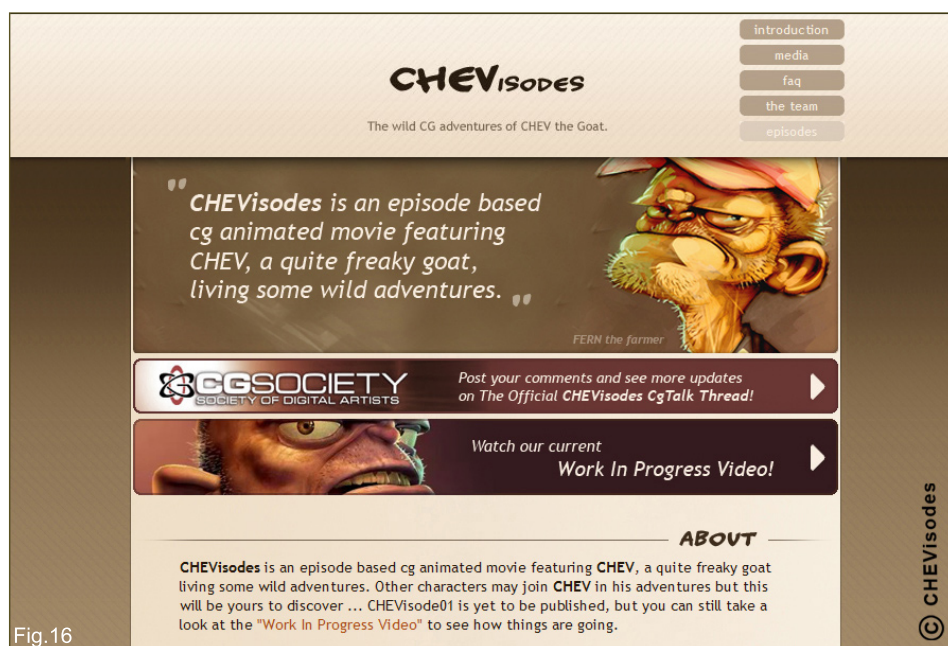 introduction
media
faq
the team
episodes
CHEVISODES
The wild CG adventures of CHEV the Goat.
" CHEVisodes is an episode based
cg animated movie featuring
CHEV, a quite freaky goat,
living some wild adventures. "
FERN the farmer
CGSOCIETY
SOCIETY OF DIGITAL ARTISTS
Post your comments and see more updates
on The Official CHEVisodes CgTalk Thread!
Watch our current
Work In Progress Video!
ABOUT
CHEVisodes is an episode based cg animated movie featuring CHEV, a quite freaky goat
living some wild adventures. Other characters may join CHEV in his adventures but this
will be yours to discover ... CHEVisode01 is yet to be published, but you can still take a
look at the "Work In Progress Video" to see how things are going.
Fig.16
© CHEVisodes